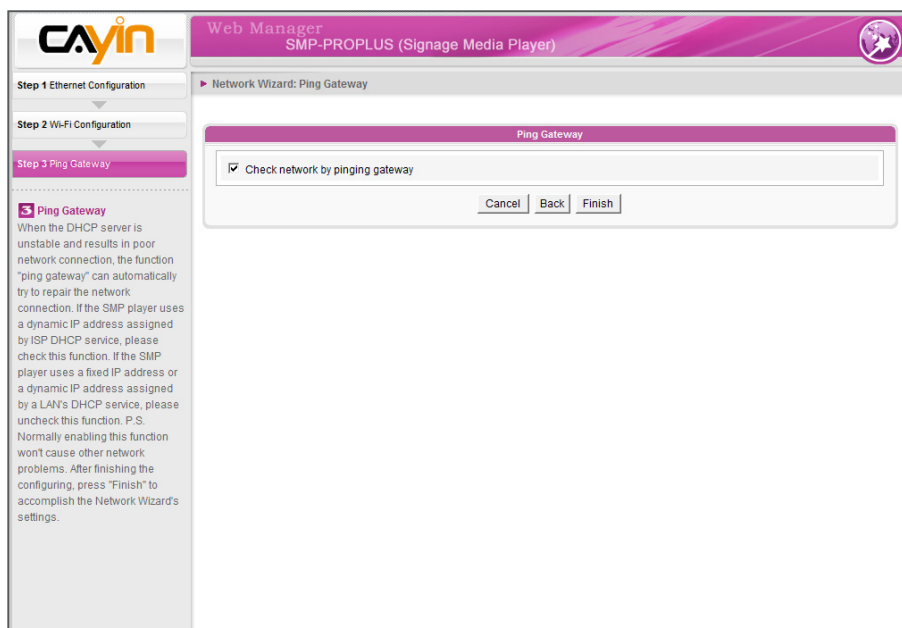 CAYIN
Web Manager
SMP-PROPLUS (Signage Media Player)
Step 1 Ethernet Configuration
Step 2 Wi-Fi Configuration
Step 3 Ping Gateway
3 Ping Gateway
When the DHCP server is
unstable and results in poor
network connection, the function
"ping gateway" can automatically
try to repair the network
connection. If the SMP player uses
a dynamic IP address assigned
by ISP DHCP service, please
check this function. If the SMP
player uses a fixed IP address or
a dynamic IP address assigned
by a LAN's DHCP service, please
uncheck this function. P.S.
Normally enabling this function
won't cause other network
problems. After finishing the
configuring, press "Finish" to
accomplish the Network Wizard's
settings.
Network Wizard: Ping Gateway
Ping Gateway
Check network by pinging gateway
Cancel Back Finish